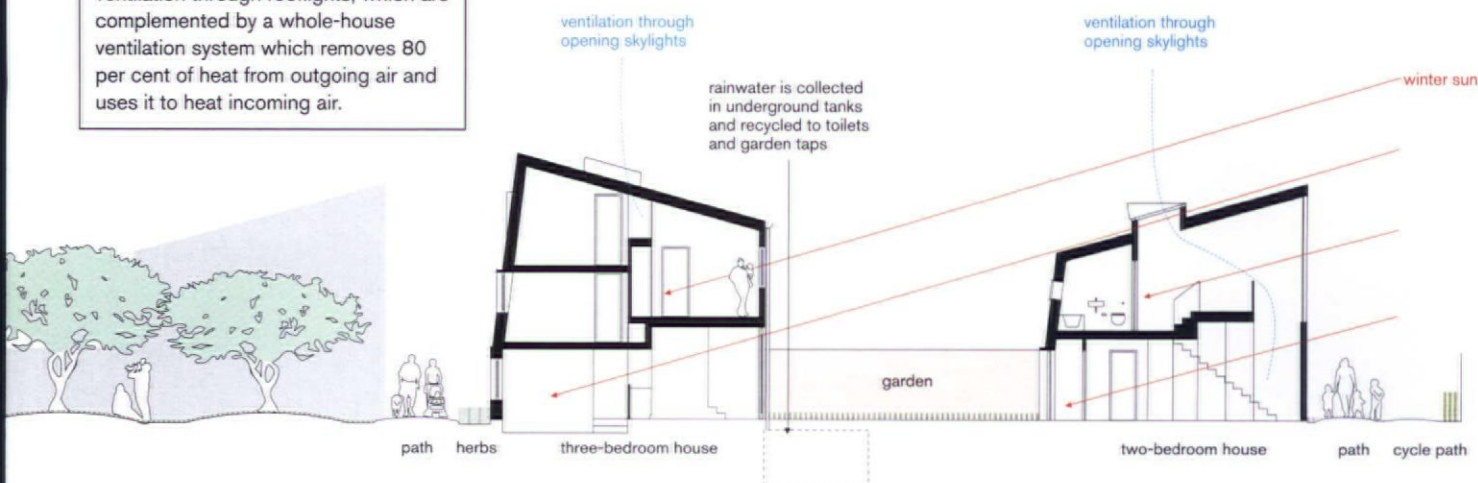 complemented by a whole-house
ventilation system which removes 80
per cent of heat from outgoing air and
uses it to heat incoming air.
ventilation through
opening skylights
rainwater is collected
in underground tanks
and recycled to toilets
and garden taps
ventilation through
opening skylights
winter sun
garden
path
herbs
three-bedroom house
two-bedroom house
path
cycle path